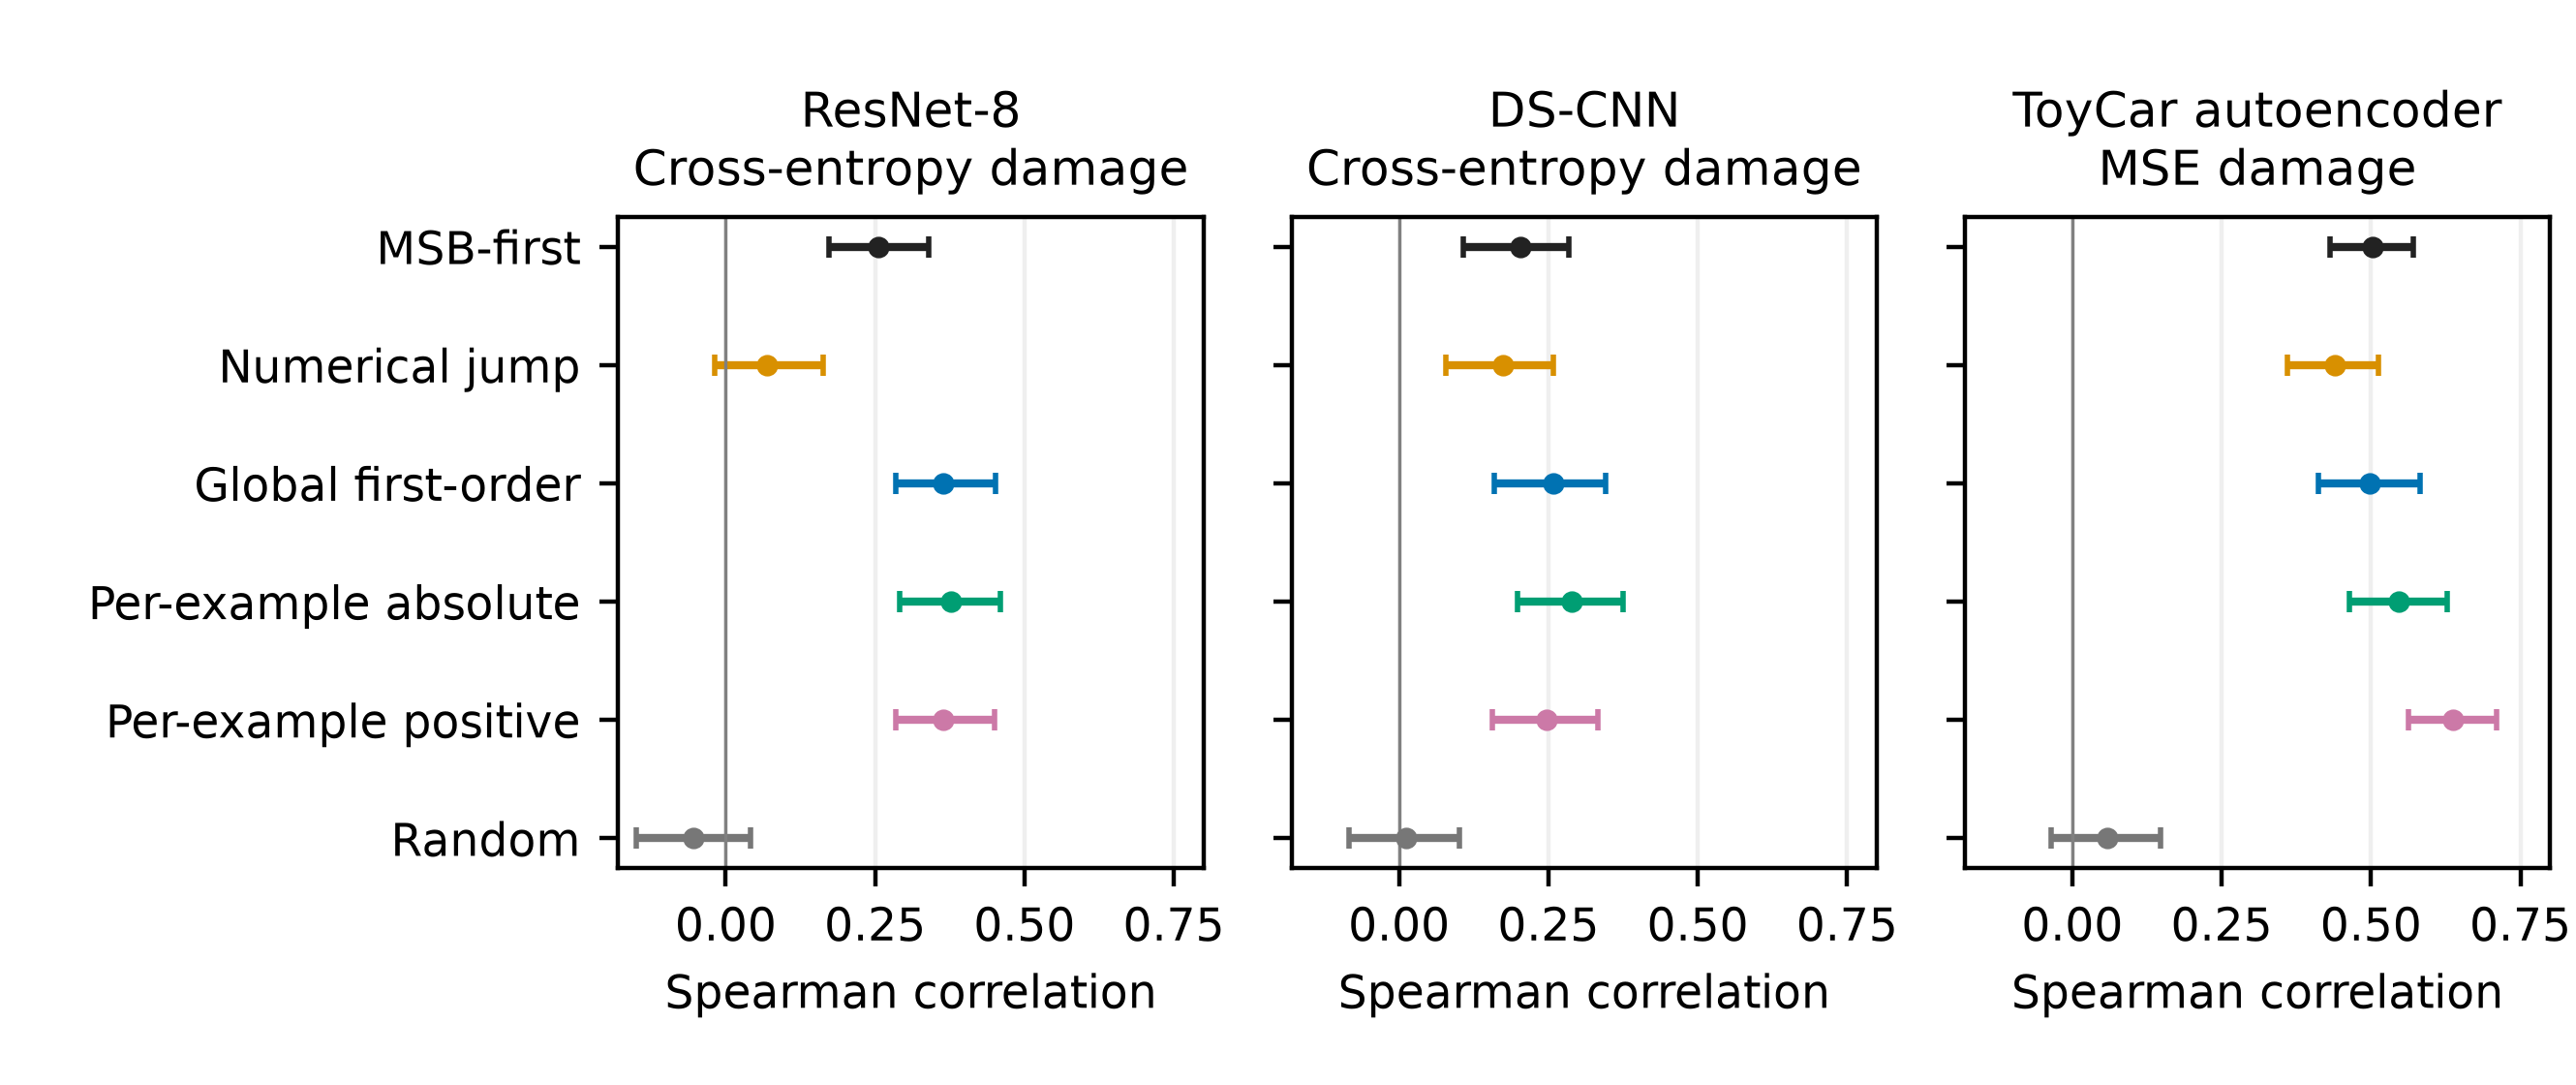 ResNet-8
Cross-entropy damage
DS-CNN
Cross-entropy damage
ToyCar autoencoder
MSE damage
MSB-first
Numerical jump
Global first-order
Per-example absolute
Per-example positive
Random
0.00 0.25 0.50 0.75
0.00 0.25 0.50 0.75
0.00 0.25 0.50 0.75
Spearman correlation
Spearman correlation
Spearman correlation